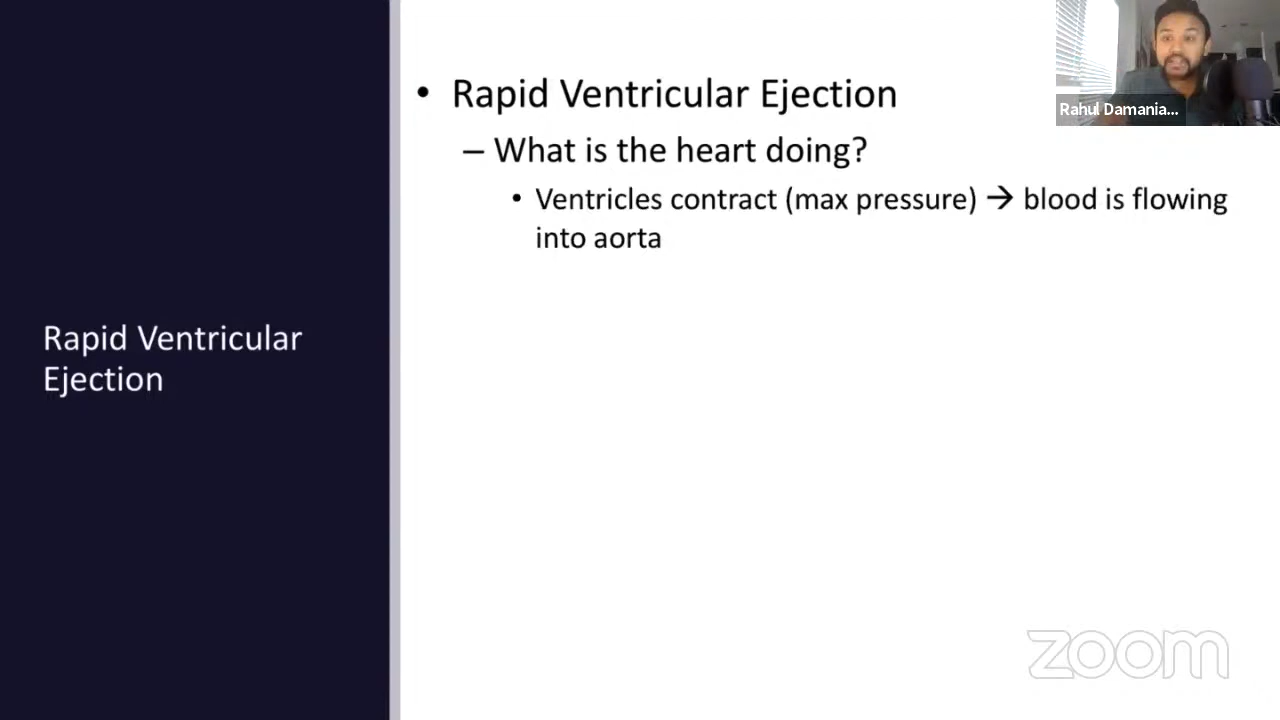 • Rapid Ventricular Ejection
– What is the heart doing?
• Ventricles contract (max pressure) → blood is flowing
into aorta
Rahul Damania...
Rapid Ventricular
Ejection
zoom